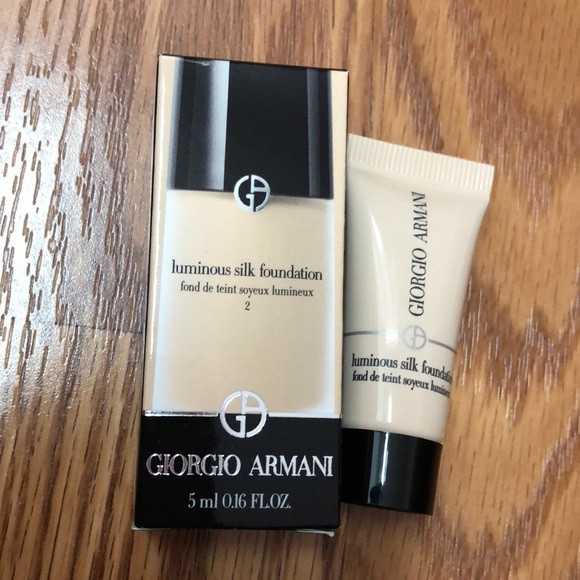 GA
luminous silk foundation
fond de teint soyeux lumineux
2
GA
GIORGIO ARMANI
5 ml 0.16 FL.OZ.
GIORGIO ARMANI
GA
luminous silk foundation
fond de teint soyeux lumineux